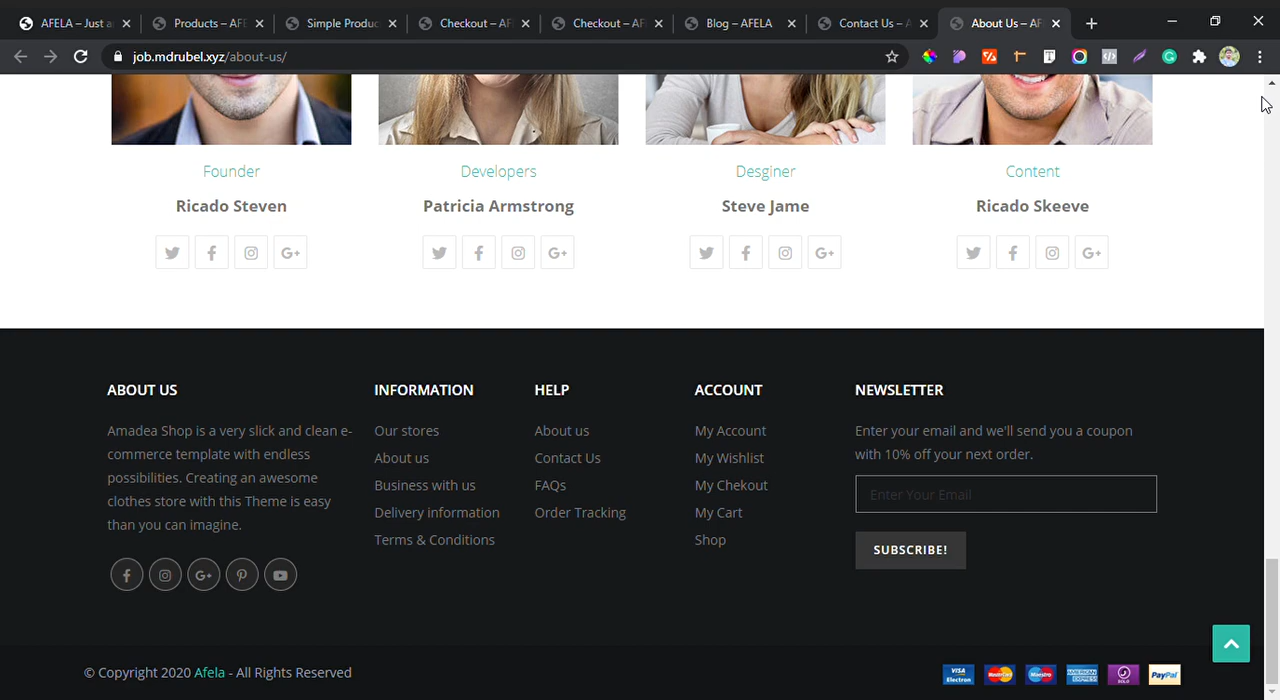 AFELA – Just a
Products – AFE
Simple Produc
Checkout – AF
Checkout – AF
Blog – AFELA
Contact Us – A
About Us – AF
job.mdrubel.xyz/about-us/
Founder
Developers
Desginer
Content
Ricado Steven
Patricia Armstrong
Steve Jame
Ricado Skeeve
ABOUT US
Amadea Shop is a very slick and clean e-
commerce template with endless
possibilities. Creating an awesome
clothes store with this Theme is easy
than you can imagine.
INFORMATION
Our stores
About us
Business with us
Delivery information
Terms & Conditions
HELP
About us
Contact Us
FAQs
Order Tracking
ACCOUNT
My Account
My Wishlist
My Chekout
My Cart
Shop
NEWSLETTER
Enter your email and we'll send you a coupon
with 10% off your next order.
Enter Your Email
SUBSCRIBE!
© Copyright 2020 Afela - All Rights Reserved
VISA Electron
MasterCard
Maestro
AMERICAN EXPRESS
SOLO
PayPal